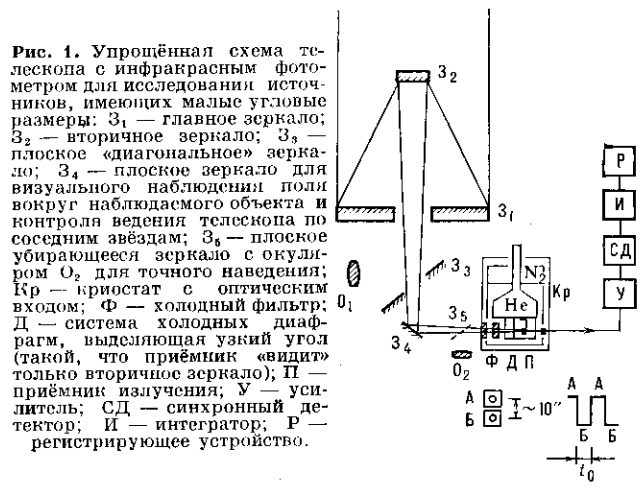 Рис. 1. Упрощённая схема те-
лескопа с инфракрасным фото-
метром для исследования источ-
ников, имеющих малые угловые
размеры: З₁ — главное зеркало;
З₂ — вторичное зеркало; З₃ —
плоское «диагональное» зерка-
ло; З₄ — плоское зеркало для
визуального наблюдения поля
вокруг наблюдаемого объекта и
контроля ведения телескопа по
соседним звёздам; З₅ — плоское
убирающееся зеркало с окуля-
ром О₂ для точного наведения;
Кр — криостат с оптическим
входом; Ф — холодный фильтр;
Д — система холодных диаф-
рагм, выделяющая узкий угол
(такой, что приёмник «видит»
только вторичное зеркало); П —
приёмник излучения; У — уси-
литель; СД — синхронный де-
тектор; И — интегратор; Р —
регистрирующее устройство.
З₂
З₁
З₃
О₁
З₄
З₅
О₂
N₂
He
Кр
Ф Д П
Р
И
СД
У
А
Б
~10″
А А
Б Б
t₀